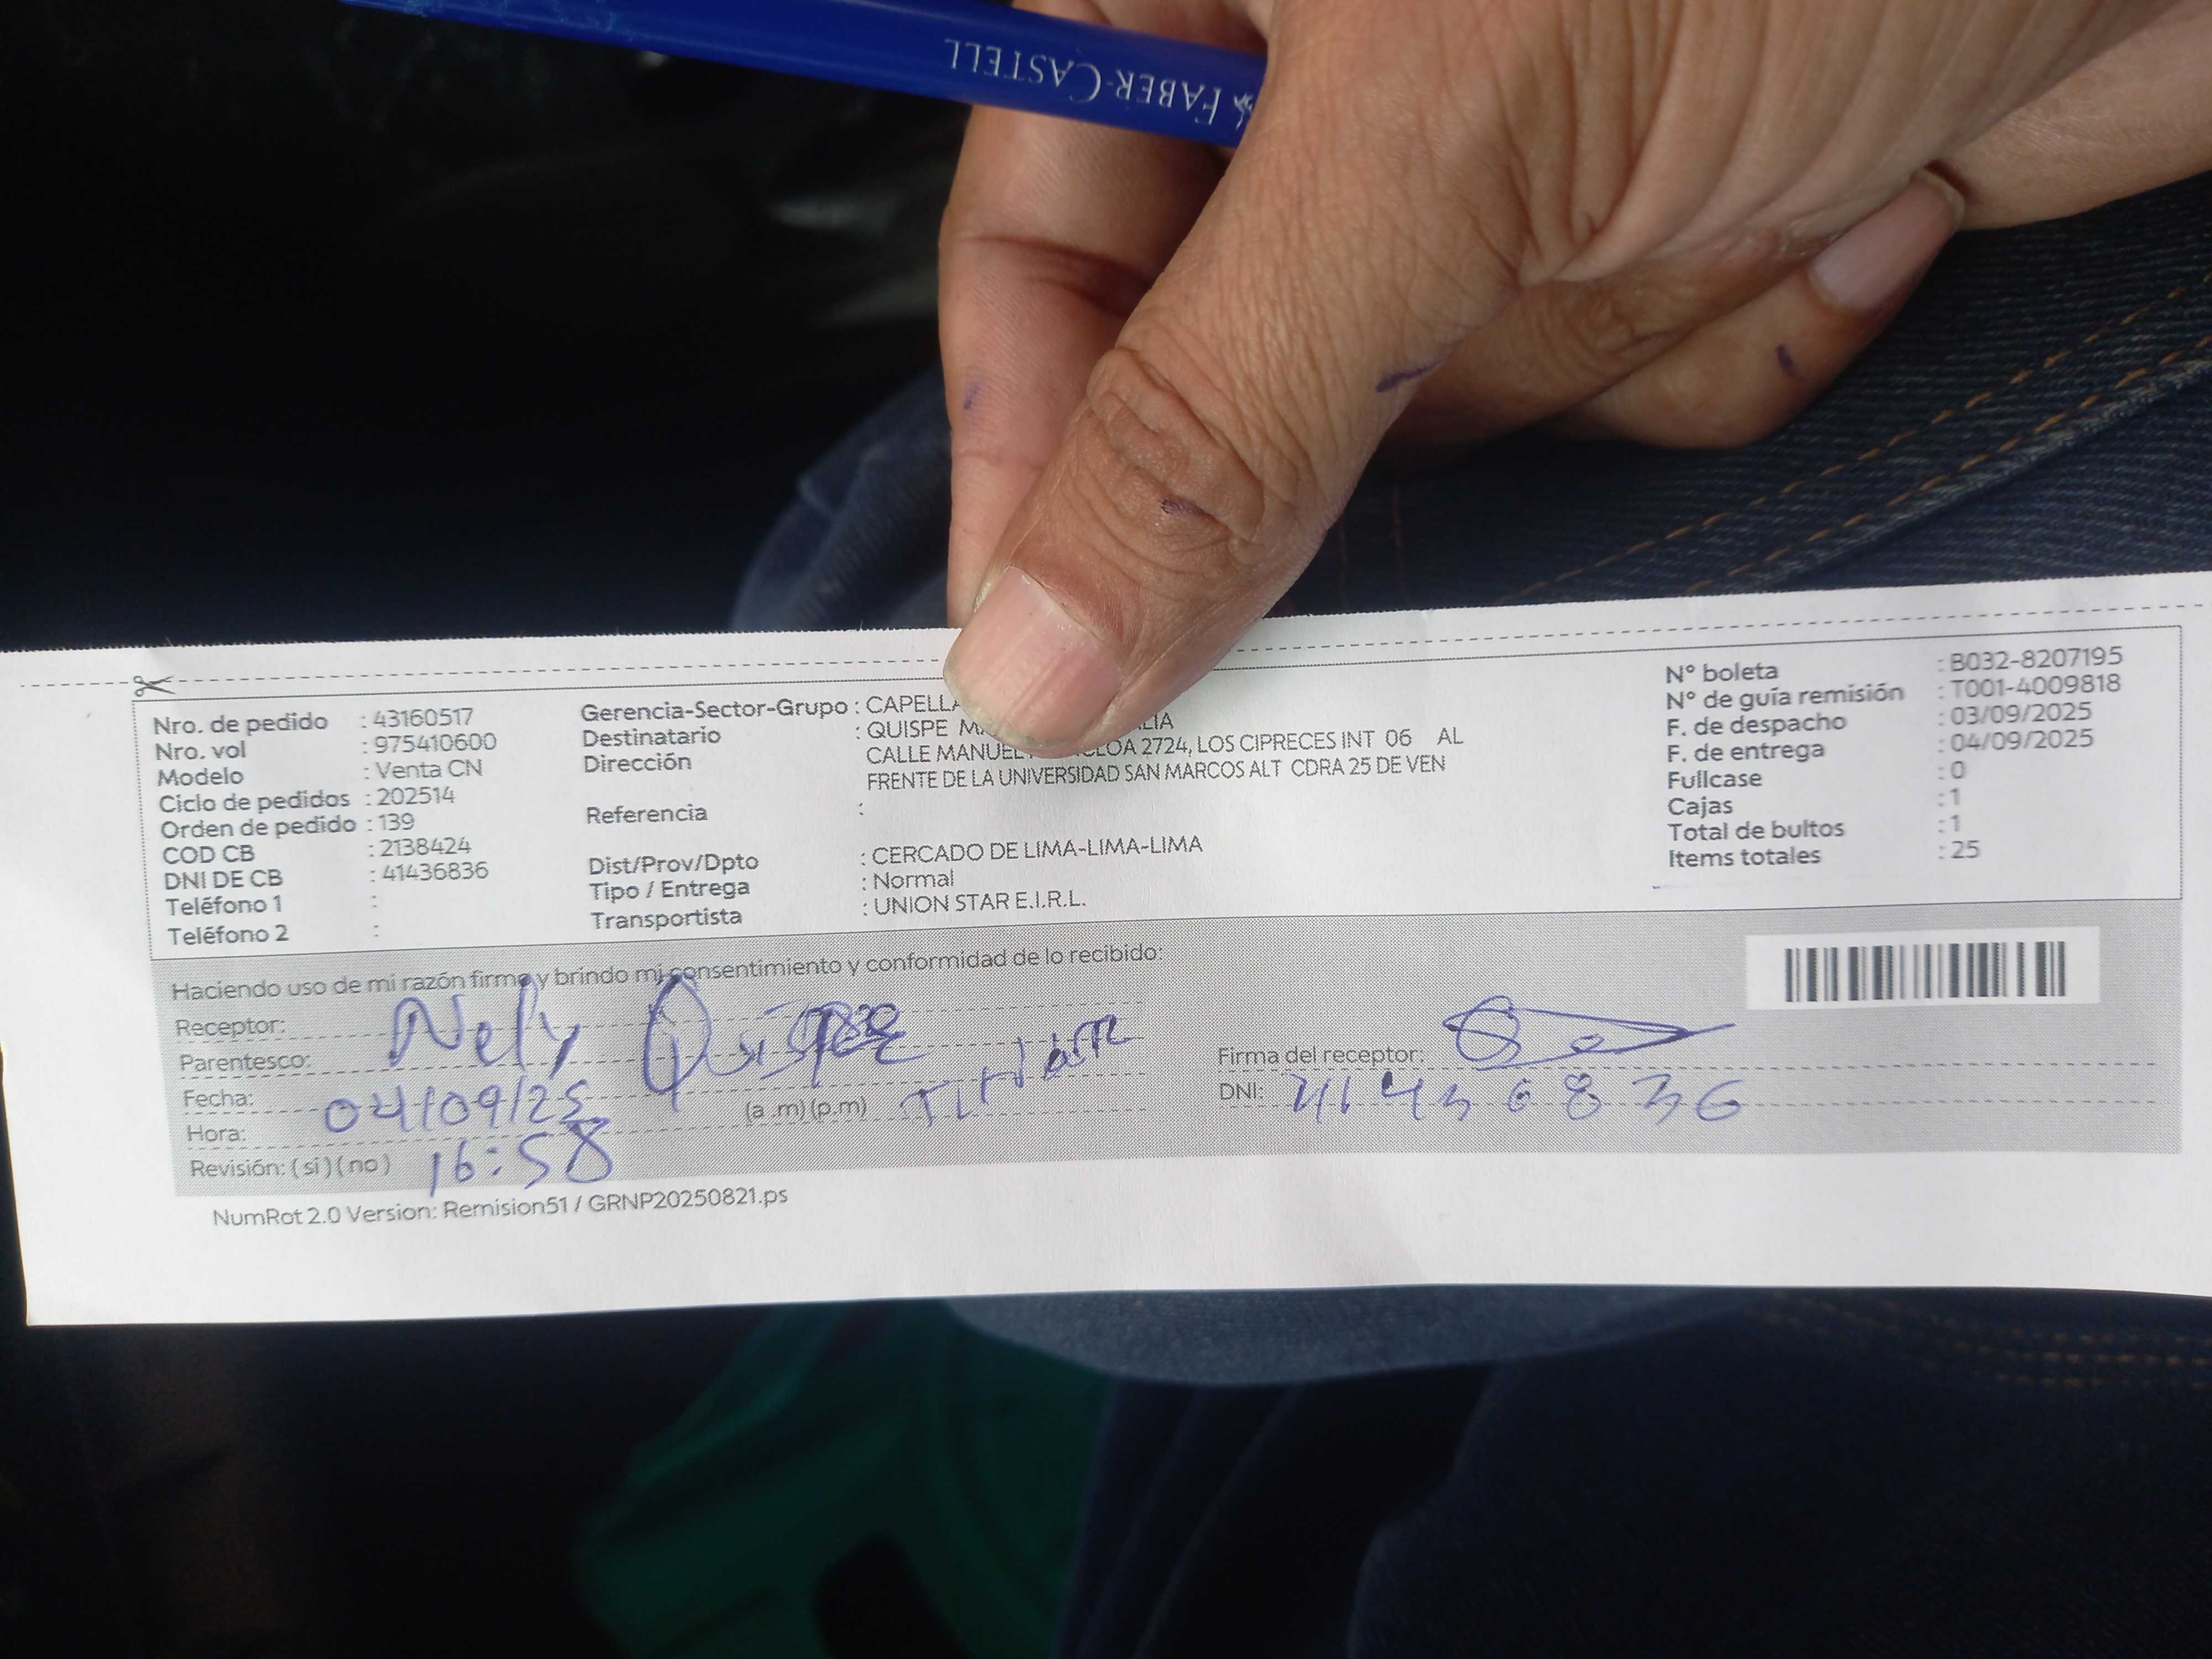 FABER-CASTELL
Nro. de pedido : 43160517
Nro. vol : 975410600
Modelo : Venta CN
Ciclo de pedidos : 202514
Orden de pedido : 139
COD CB : 2138424
DNI DE CB : 41436836
Teléfono 1 :
Teléfono 2 :
Gerencia-Sector-Grupo : CAPELLA
Destinatario : QUISPE
Dirección : CALLE MANUEL 2724, LOS CIPRECES INT 06 AL
FRENTE DE LA UNIVERSIDAD SAN MARCOS ALT CDRA 25 DE VEN
Referencia :
Dist/Prov/Dpto : CERCADO DE LIMA-LIMA-LIMA
Tipo / Entrega : Normal
Transportista : UNION STAR E.I.R.L.
N° boleta : B032-8207195
N° de guía remisión : T001-4009818
F. de despacho : 03/09/2025
F. de entrega : 04/09/2025
Fullcase : 0
Cajas : 1
Total de bultos : 1
Items totales : 25
Haciendo uso de mi razón firmo y brindo mi consentimiento y conformidad de lo recibido:
Receptor: Nely Quispe
Parentesco:
Fecha: 04/09/25
Hora: 16:58 (a .m) (p.m)
Revisión: (si) (no)
Firma del receptor:
DNI: 41436836
NumRot 2.0 Version: Remision51 / GRNP20250821.ps